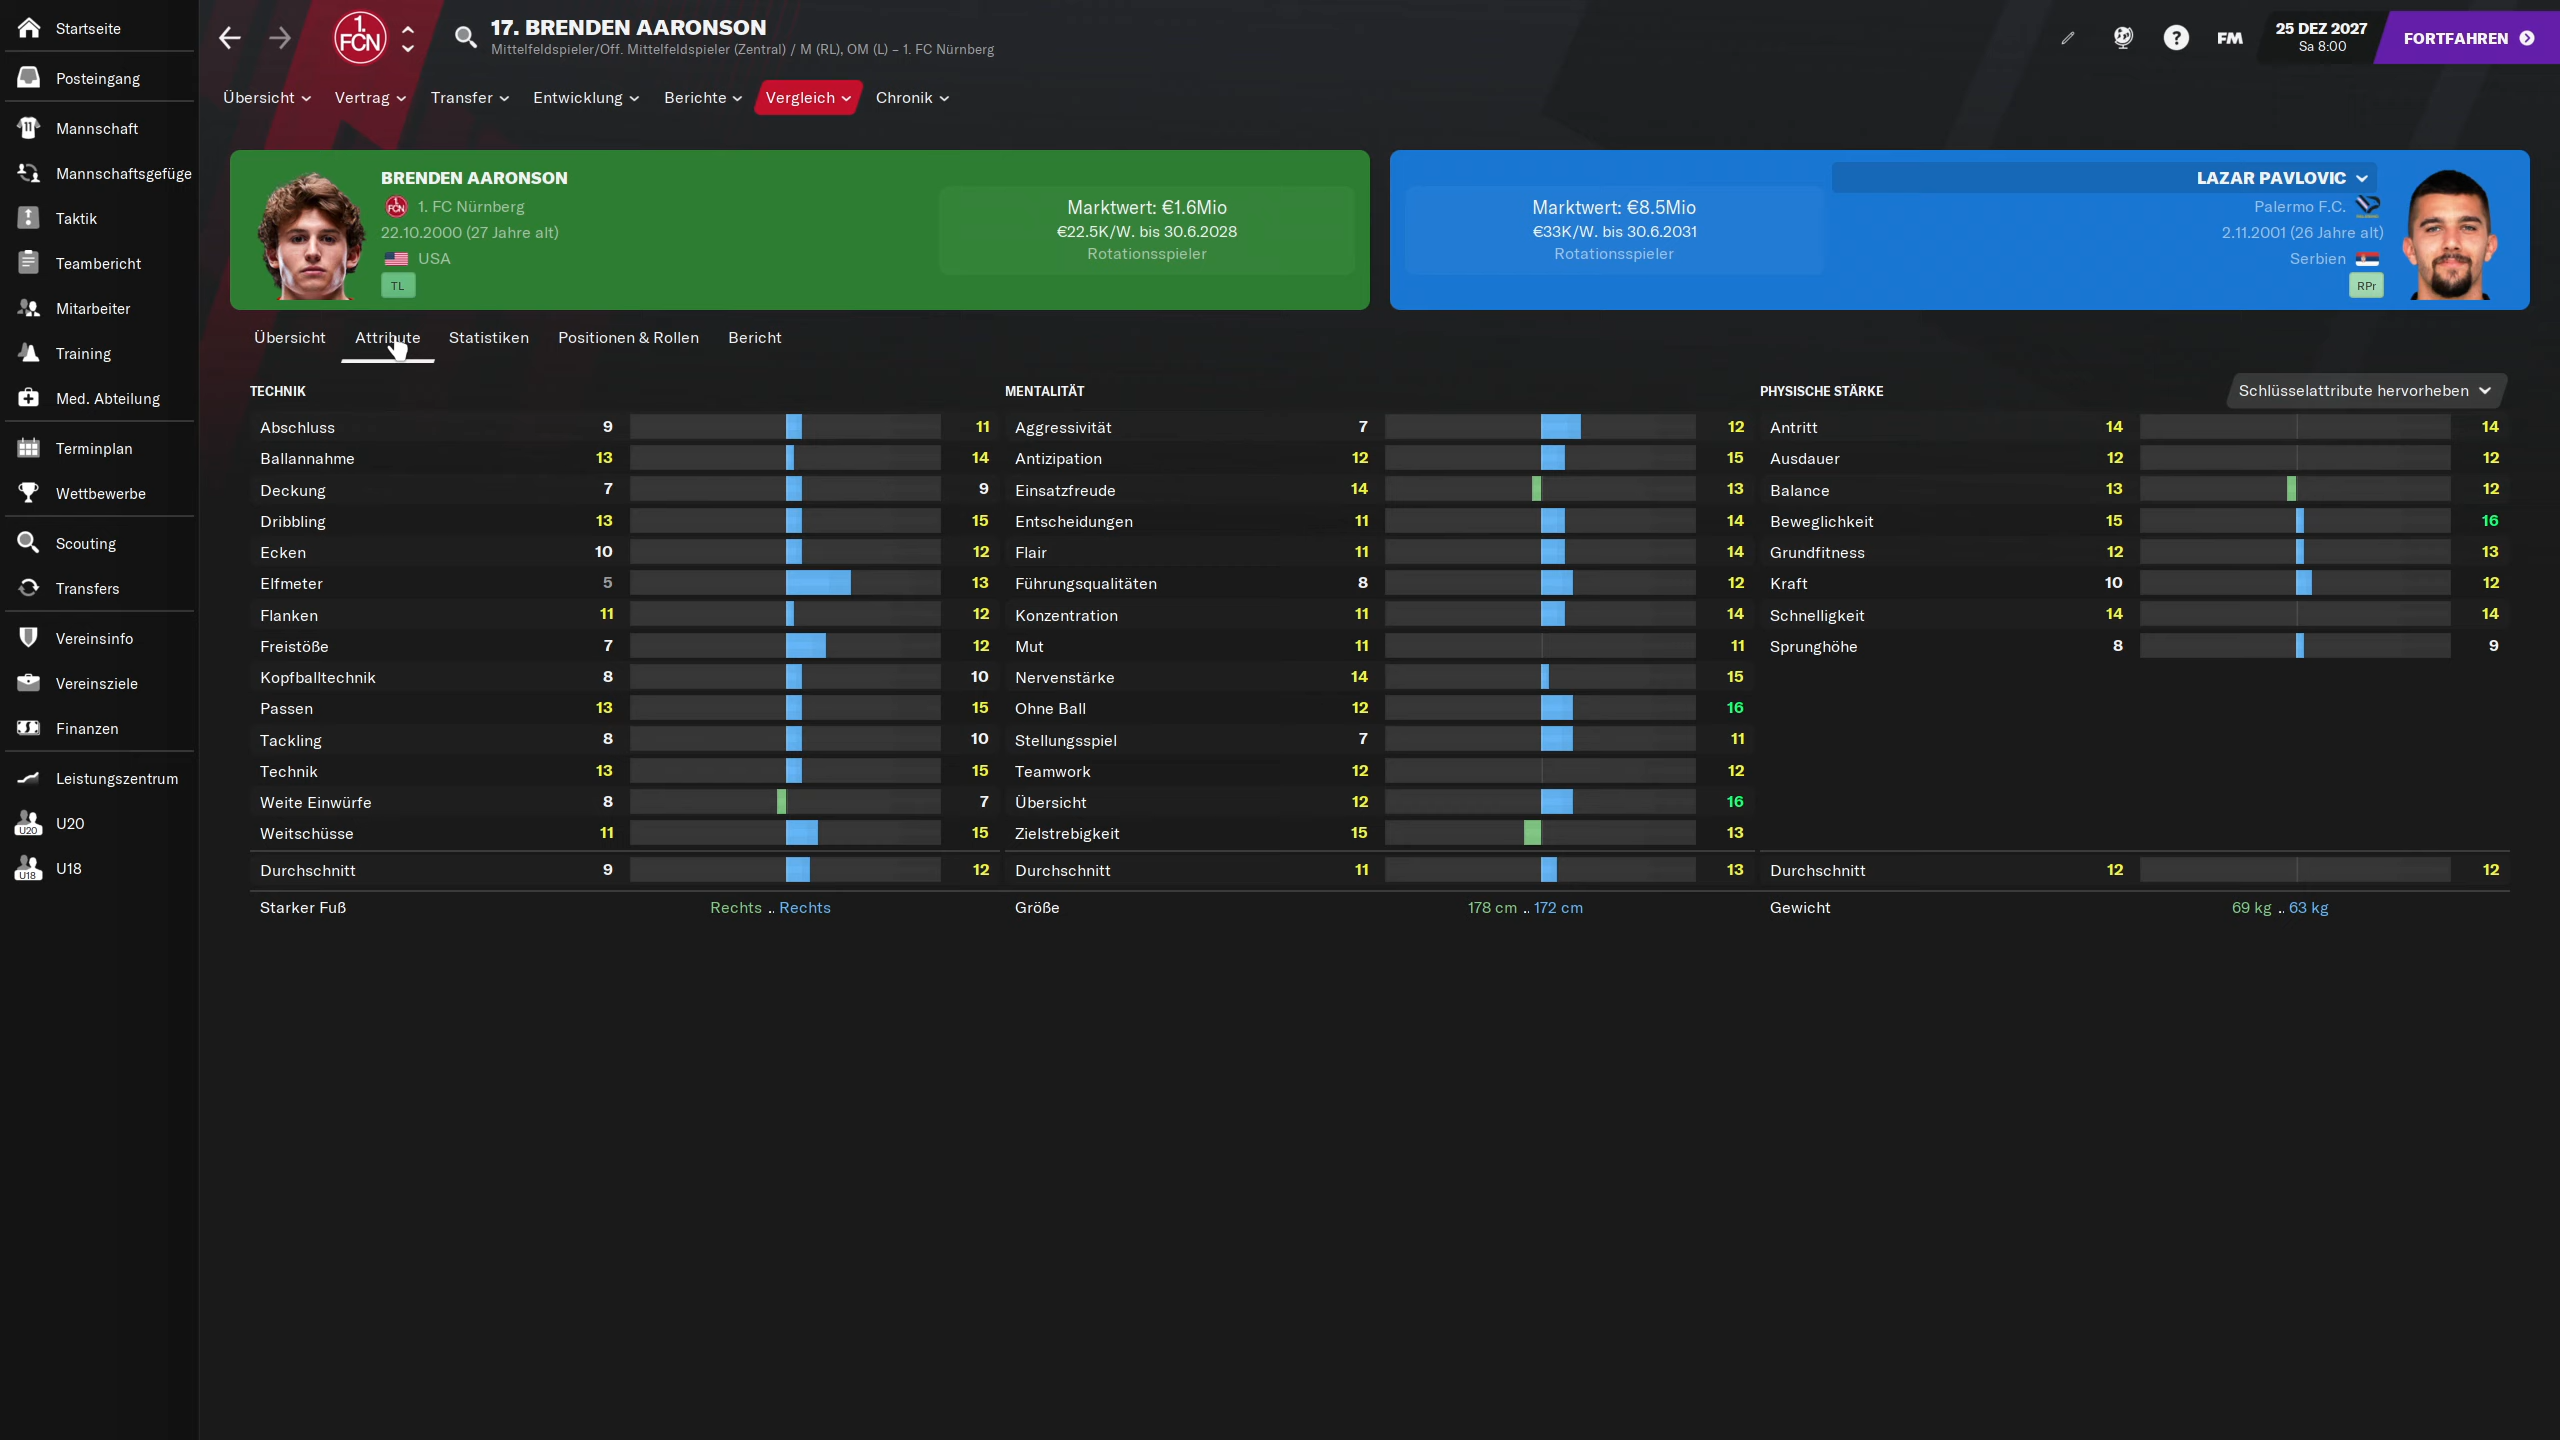 Startseite
Posteingang
Mannschaft
Mannschaftsgefüge
Taktik
Teambericht
Mitarbeiter
Training
Med. Abteilung
Terminplan
Wettbewerbe
Scouting
Transfers
Vereinsinfo
Vereinsziele
Finanzen
Leistungszentrum
U20
U20
U18
U18
1. FCN
17. BRENDEN AARONSON
Mittelfeldspieler/Off. Mittelfeldspieler (Zentral) / M (RL), OM (L) – 1. FC Nürnberg
? FM 25 DEZ 2027
Sa 8:00
FORTFAHREN
Übersicht Vertrag Transfer Entwicklung Berichte Vergleich Chronik
BRENDEN AARONSON
1. FC Nürnberg
22.10.2000 (27 Jahre alt)
USA
TL
Marktwert: €1.6Mio
€22.5K/W. bis 30.6.2028
Rotationsspieler
Marktwert: €8.5Mio
€33K/W. bis 30.6.2031
Rotationsspieler
LAZAR PAVLOVIC
Palermo F.C.
2.11.2001 (26 Jahre alt)
Serbien
RPr
Übersicht Attribute Statistiken Positionen & Rollen Bericht
TECHNIK
Abschluss 9 11
Ballannahme 13 14
Deckung 7 9
Dribbling 13 15
Ecken 10 12
Elfmeter 5 13
Flanken 11 12
Freistöße 7 12
Kopfballtechnik 8 10
Passen 13 15
Tackling 8 10
Technik 13 15
Weite Einwürfe 8 7
Weitschüsse 11 15
Durchschnitt 9 12
Starker Fuß Rechts .. Rechts
MENTALITÄT
Aggressivität 7 12
Antizipation 12 15
Einsatzfreude 14 13
Entscheidungen 11 14
Flair 11 14
Führungsqualitäten 8 12
Konzentration 11 14
Mut 11 11
Nervenstärke 14 15
Ohne Ball 12 16
Stellungsspiel 7 11
Teamwork 12 12
Übersicht 12 16
Zielstrebigkeit 15 13
Durchschnitt 11 13
Größe 178 cm .. 172 cm
PHYSISCHE STÄRKE
Schlüsselattribute hervorheben
Antritt 14 14
Ausdauer 12 12
Balance 13 12
Beweglichkeit 15 16
Grundfitness 12 13
Kraft 10 12
Schnelligkeit 14 14
Sprunghöhe 8 9
Durchschnitt 12 12
Gewicht 69 kg .. 63 kg